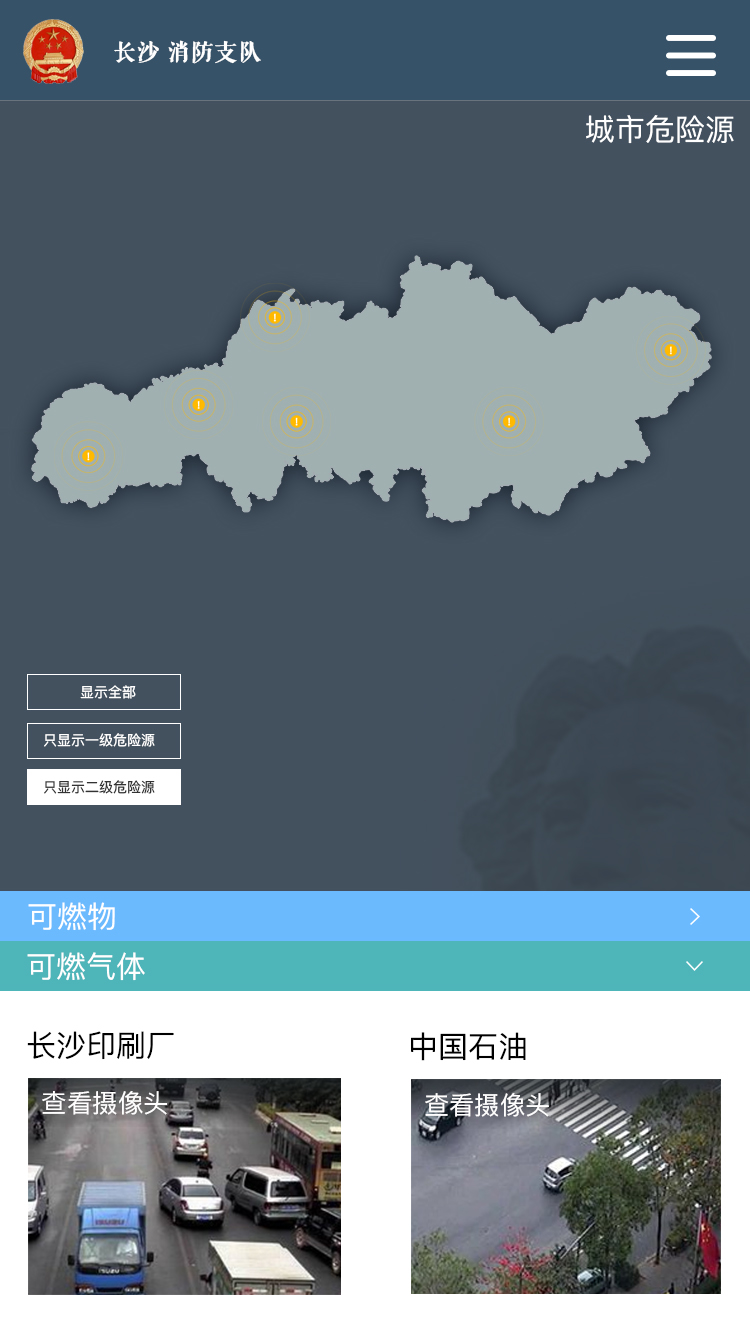 长沙 消防支队
城市危险源
显示全部
只显示一级危险源
只显示二级危险源
可燃物
可燃气体
长沙印刷厂
中国石油
查看摄像头
查看摄像头
ISUZU